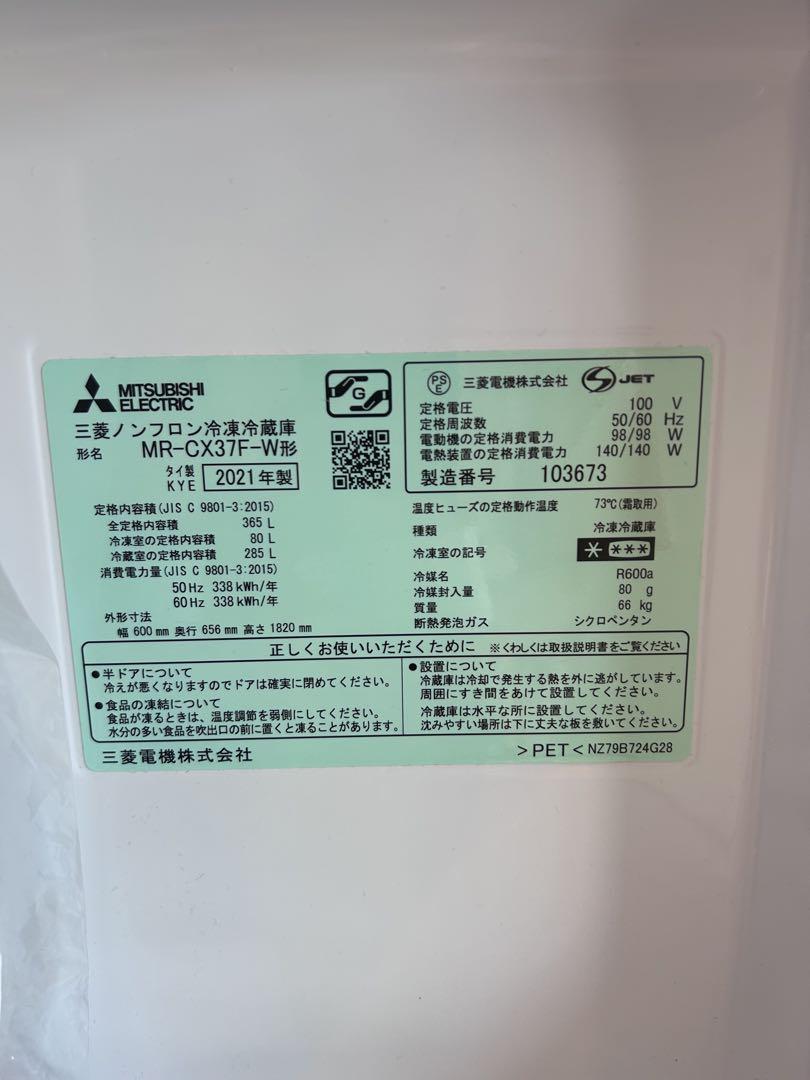 MITSUBISHI
ELECTRIC
G
三菱ノンフロン冷凍冷蔵庫
形名 MR-CX37F-W形
タイ製
KYE 2021年製
定格内容積(JIS C 9801-3:2015)
全定格内容積 365 L
冷凍室の定格内容積 80 L
冷蔵室の定格内容積 285 L
消費電力量(JIS C 9801-3:2015)
50Hz 338kWh/年
60Hz 338kWh/年
外形寸法
幅 600mm 奥行 656mm 高さ 1820mm
PSE 三菱電機株式会社 S JET
定格電圧 100 V
定格周波数 50/60 Hz
電動機の定格消費電力 98/98 W
電熱装置の定格消費電力 140/140 W
製造番号 103673
温度ヒューズの定格動作温度 73℃(霜取用)
種類 冷凍冷蔵庫
冷凍室の記号 * ***
冷媒名 R600a
冷媒封入量 80 g
質量 66 kg
断熱発泡ガス シクロペンタン
正しくお使いいただくために ※くわしくは取扱説明書をご覧ください
●半ドアについて
冷えが悪くなりますのでドアは確実に閉めてください。
●食品の凍結について
食品が凍るときは、温度調節を弱側にしてください。
水分の多い食品を吹出口の前に置くと凍ることがあります。
●設置について
冷蔵庫は冷却で発生する熱を外に逃がしています。
周囲にすき間をあけて設置してください。
冷蔵庫は水平な所に設置してください。
沈みやすい場所は下に丈夫な板を敷いてください。
三菱電機株式会社
>PET< NZ79B724G28